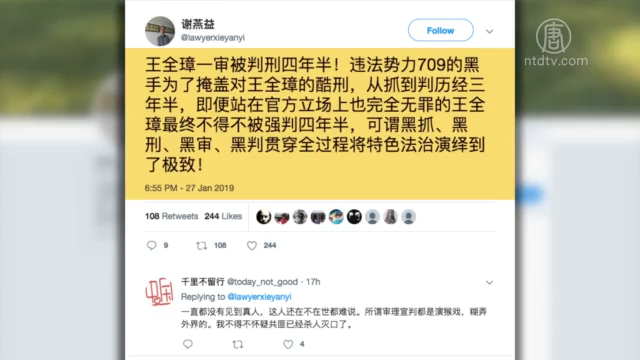 谢燕益
@lawyerxieyanyi
Follow
唐
ntdtv.com
王全璋一审被判刑四年半！违法势力709的黑
手为了掩盖对王全璋的酷刑，从抓到判历经三
年半，即便站在官方立场上也完全无罪的王全
璋最终不得不被强判四年半，可谓黑抓、黑
刑、黑审、黑判贯穿全过程将特色法治演绎到
了极致！
6:55 PM - 27 Jan 2019
108 Retweets 244 Likes
9 108 244
千里不留行 @today_not_good · 17h
Replying to @lawyerxieyanyi
一直都没有见到真人，这人还在不在世都难说。所谓审理宣判都是演猴戏，糊弄
外界的。我不得不怀疑共匪已经杀人灭口了。
4